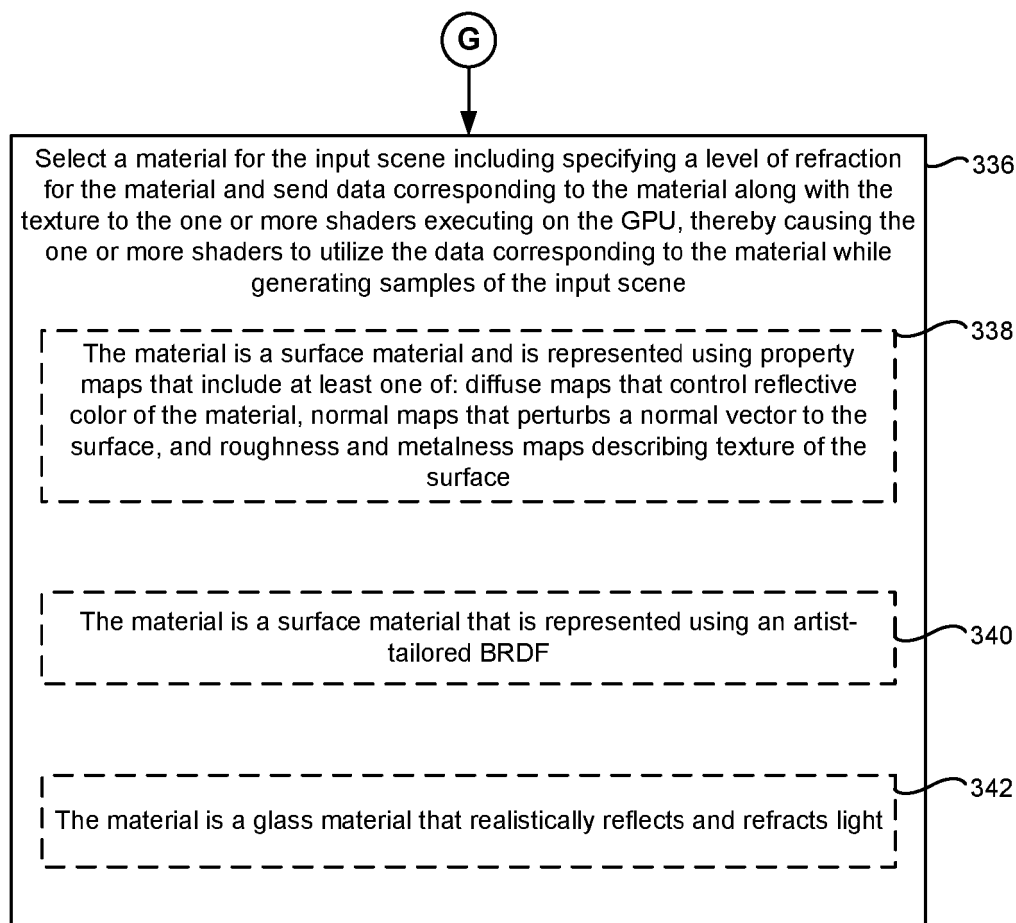 G
Select a material for the input scene including specifying a level of refraction
for the material and send data corresponding to the material along with the
texture to the one or more shaders executing on the GPU, thereby causing the
one or more shaders to utilize the data corresponding to the material while
generating samples of the input scene
336
The material is a surface material and is represented using property
maps that include at least one of: diffuse maps that control reflective
color of the material, normal maps that perturbs a normal vector to the
surface, and roughness and metalness maps describing texture of the
surface
338
The material is a surface material that is represented using an artist-
tailored BRDF
340
The material is a glass material that realistically reflects and refracts light
342